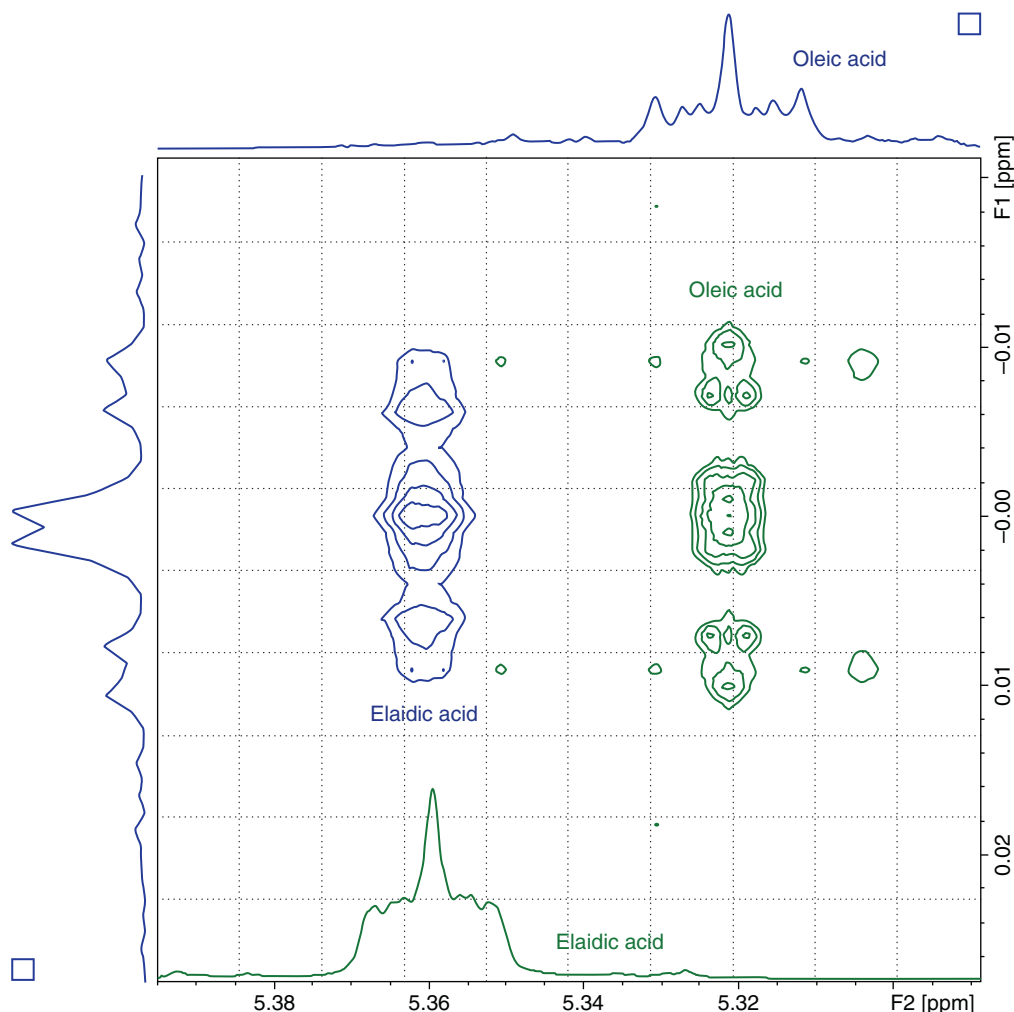 Oleic acid
F1 [ppm]
Oleic acid
−0.01
−0.00
0.01
Elaidic acid
0.02
Elaidic acid
5.38
5.36
5.34
5.32
F2 [ppm]